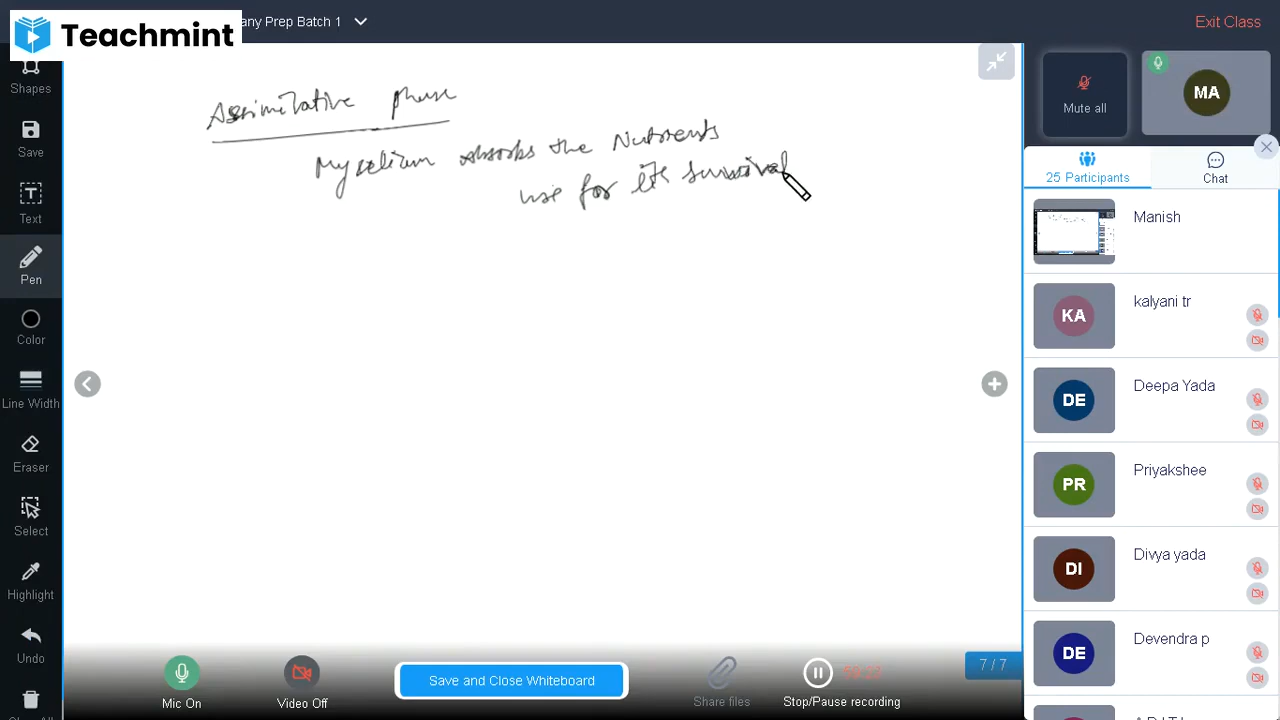 Teachmint
any Prep Batch 1
Exit Class
Shapes
Save
Text
Pen
Color
Line Width
Eraser
Select
Highlight
Undo
Assimilative phase
Mycelium absorbs the Nutrients
use for its survival
MA
Mute all
25 Participants
Chat
Manish
KA
kalyani tr
DE
Deepa Yada
PR
Priyakshee
DI
Divya yada
DE
Devendra p
7 / 7
Mic On
Video Off
Save and Close Whiteboard
Share files
59:23
Stop/Pause recording